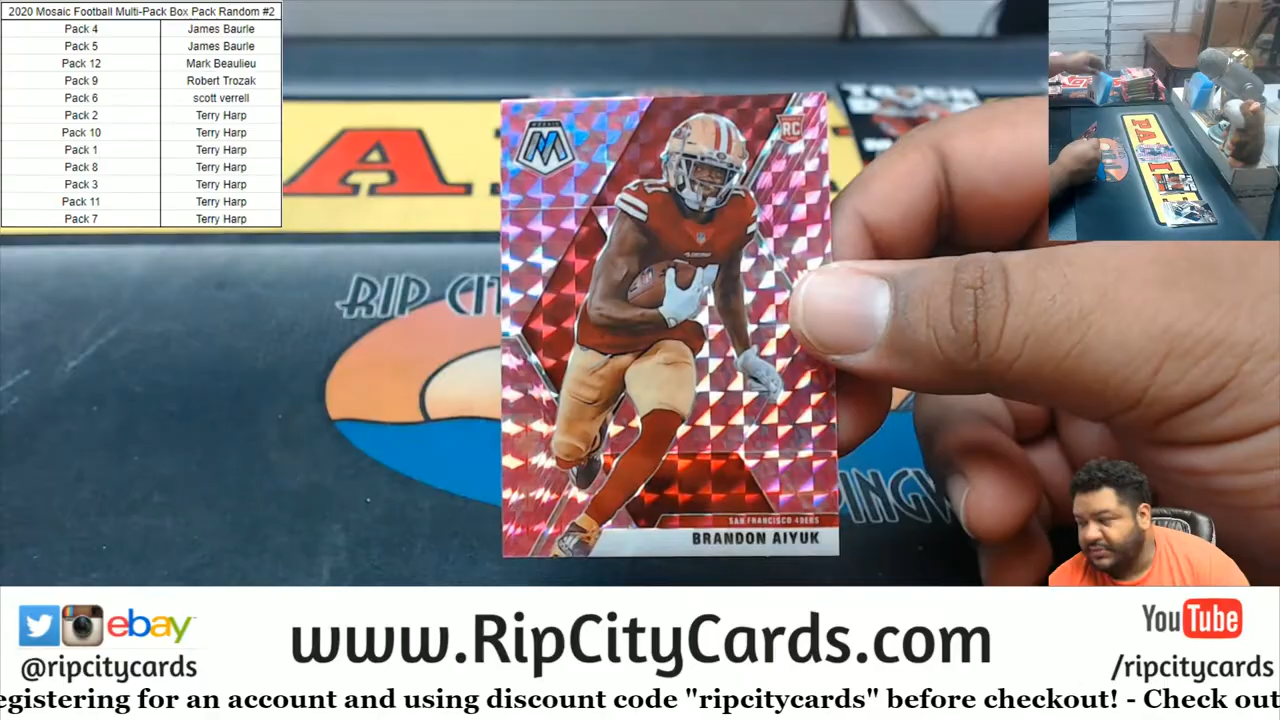 2020 Mosaic Football Multi-Pack Box Pack Random #2
Pack 4 James Baurle
Pack 5 James Baurle
Pack 12 Mark Beaulieu
Pack 9 Robert Trozak
Pack 6 scott verrell
Pack 2 Terry Harp
Pack 10 Terry Harp
Pack 1 Terry Harp
Pack 8 Terry Harp
Pack 3 Terry Harp
Pack 11 Terry Harp
Pack 7 Terry Harp
MOSAIC
M
RC
RIP CIT
SAN FRANCISCO 49ERS
BRANDON AIYUK
PINGW
ebay
@ripcitycards
www.RipCityCards.com
YouTube
/ripcitycards
egistering for an account and using discount code "ripcitycards" before checkout! - Check out